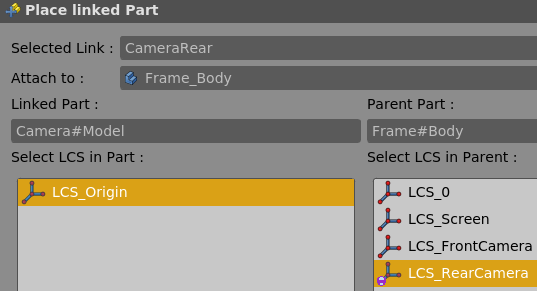 Place linked Part
Selected Link : CameraRear
Attach to : Frame_Body
Linked Part : Parent Part :
Camera#Model Frame#Body
Select LCS in Part : Select LCS in Parent :
LCS_Origin LCS_0
LCS_Screen
LCS_FrontCamera
LCS_RearCamera